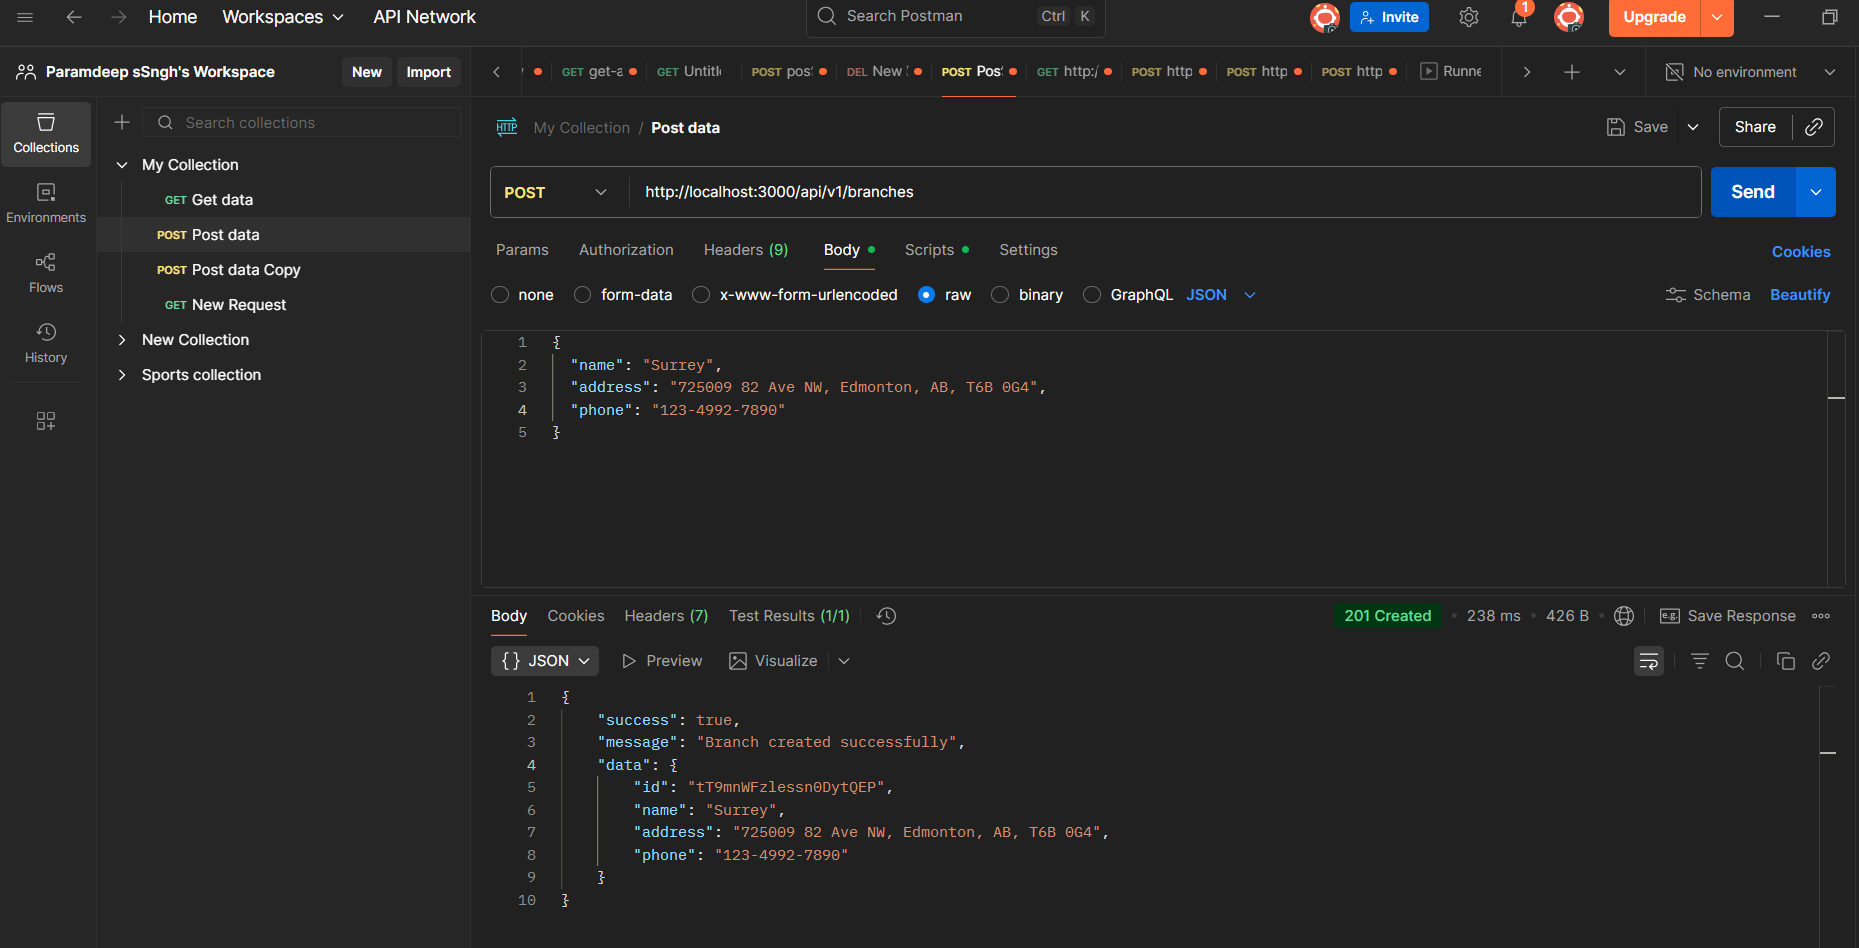 Home Workspaces API Network Search Postman Ctrl K Invite 1 Upgrade
Paramdeep sSngh's Workspace New Import
GET get-a GET Untitl POST pos DEL New POST Pos GET http:/ POST http POST http POST http Runne No environment
Collections
Environments
Flows
History
Search collections
My Collection
GET Get data
POST Post data
POST Post data Copy
GET New Request
New Collection
Sports collection
HTTP My Collection / Post data Save Share
POST http://localhost:3000/api/v1/branches Send
Params Authorization Headers (9) Body Scripts Settings Cookies
none form-data x-www-form-urlencoded raw binary GraphQL JSON Schema Beautify
1 {
2 "name": "Surrey",
3 "address": "725009 82 Ave NW, Edmonton, AB, T6B 0G4",
4 "phone": "123-4992-7890"
5 }
Body Cookies Headers (7) Test Results (1/1) 201 Created 238 ms 426 B e.g. Save Response
{} JSON Preview Visualize
1 {
2 "success": true,
3 "message": "Branch created successfully",
4 "data": {
5 "id": "tT9mnWFzlessn0DytQEP",
6 "name": "Surrey",
7 "address": "725009 82 Ave NW, Edmonton, AB, T6B 0G4",
8 "phone": "123-4992-7890"
9 }
10 }